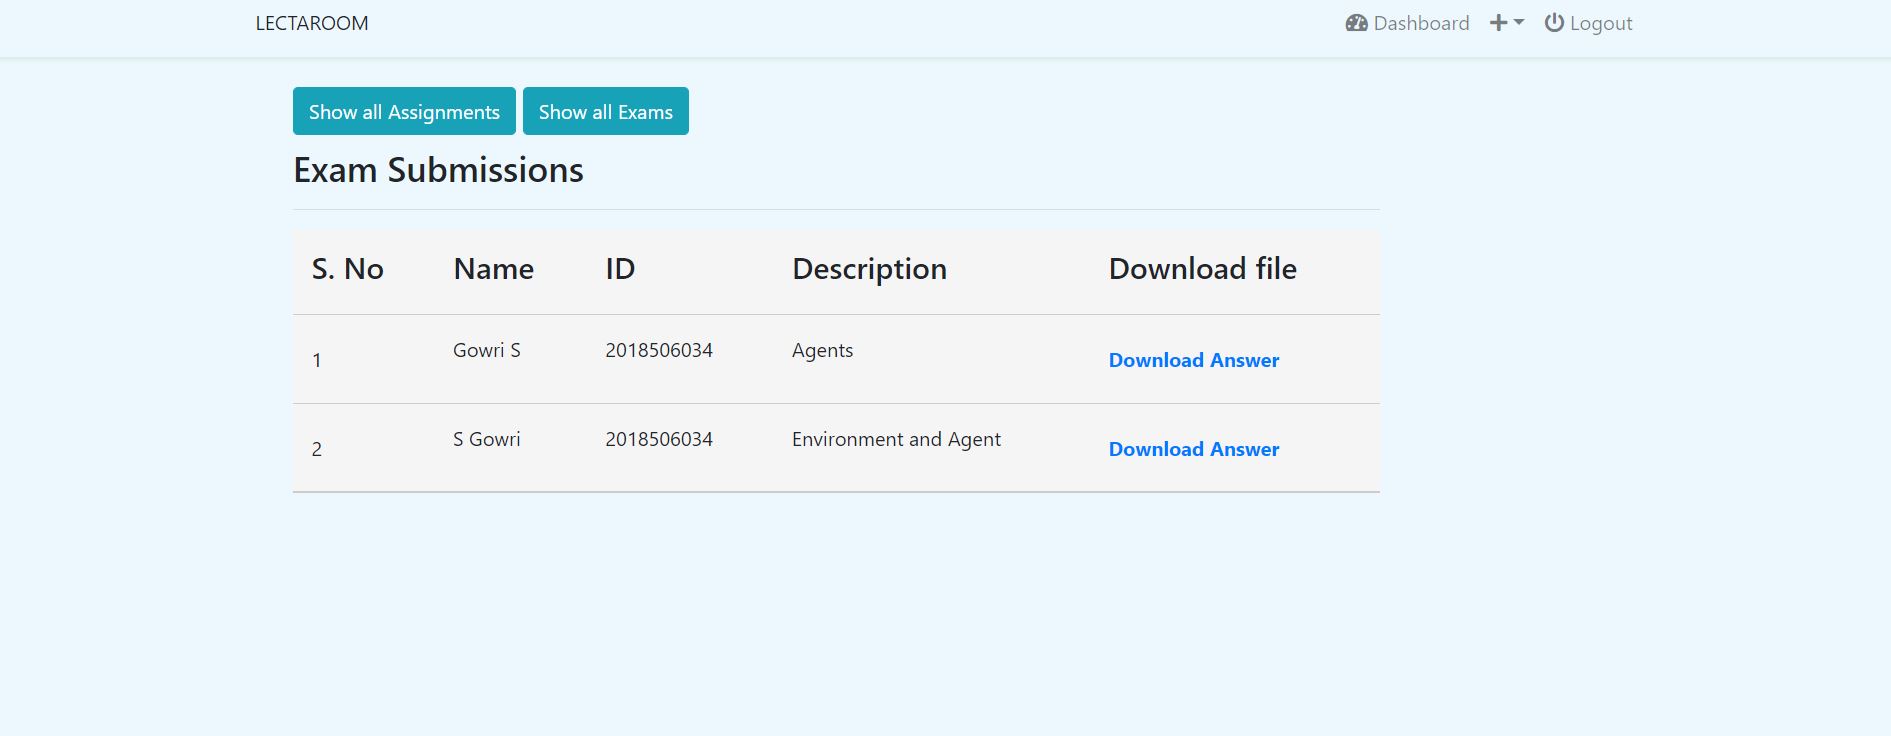 LECTAROOM Dashboard Logout
Show all Assignments Show all Exams
Exam Submissions
S. No Name ID Description Download file
1 Gowri S 2018506034 Agents Download Answer
2 S Gowri 2018506034 Environment and Agent Download Answer